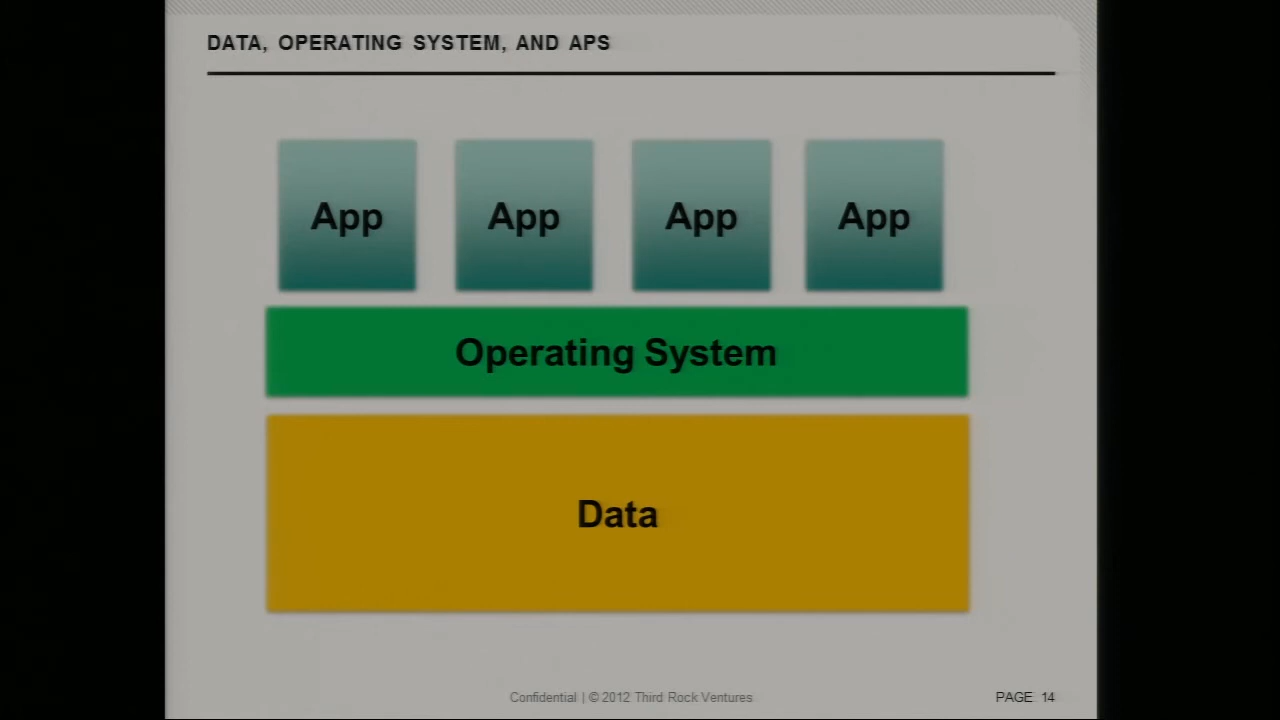 DATA, OPERATING SYSTEM, AND APS
App App App App
Operating System
Data
Confidential | © 2012 Third Rock Ventures PAGE 14